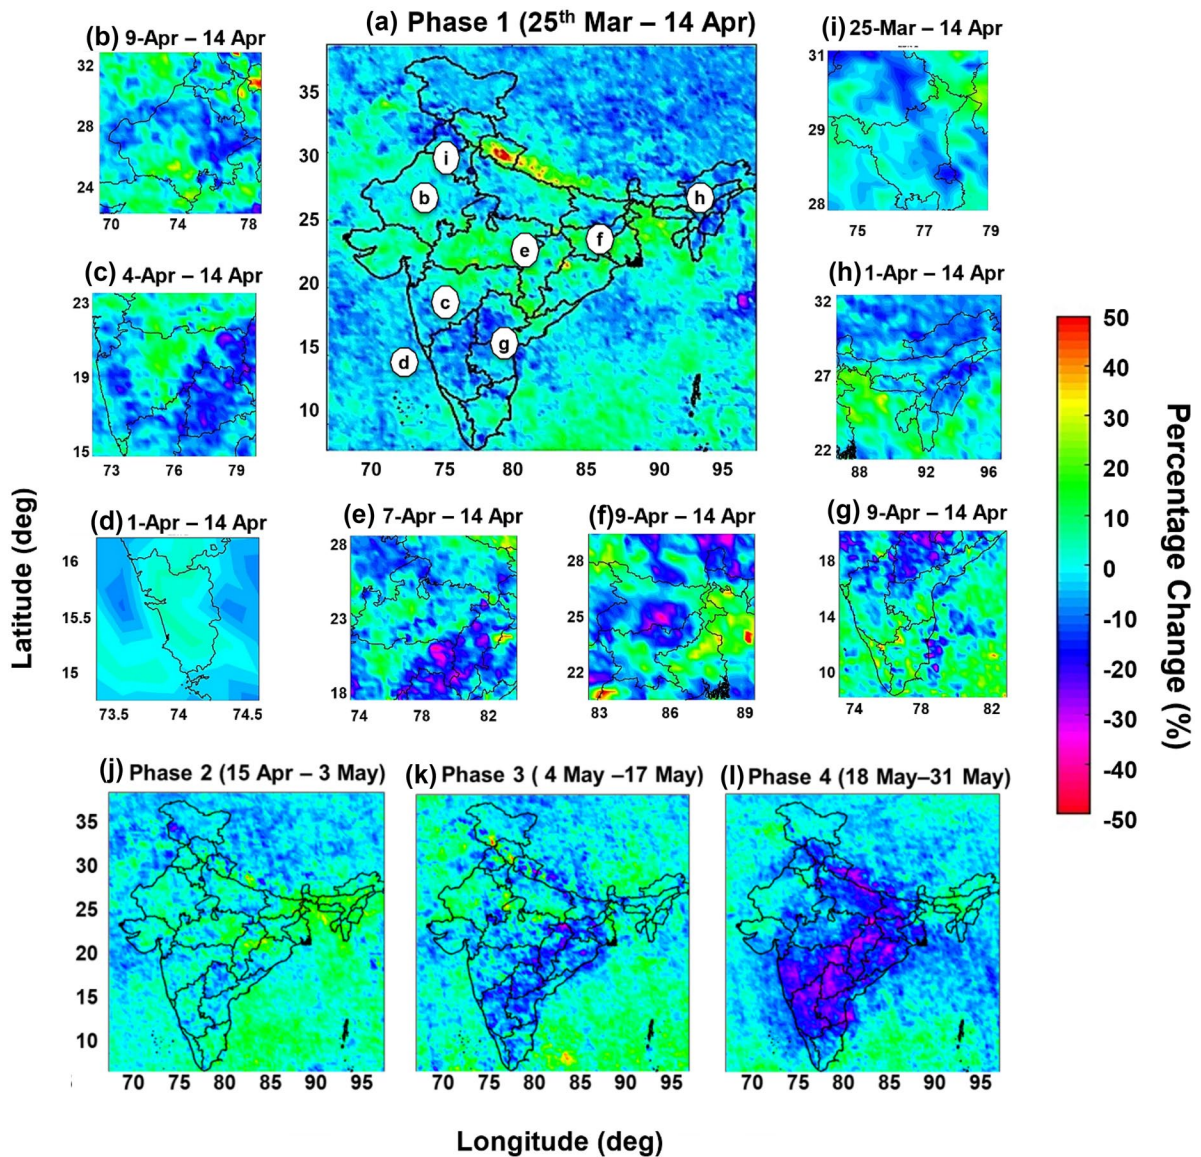 (a) Phase 1 (25th Mar – 14 Apr)
35
30
25
20
15
10
70 75 80 85 90 95
i
b
h
f
e
c
g
d
(b) 9-Apr – 14 Apr
32
28
24
70 74 78
(c) 4-Apr – 14 Apr
23
19
15
73 76 79
(d) 1-Apr – 14 Apr
16
15.5
15
73.5 74 74.5
(e) 7-Apr – 14 Apr
28
23
18
74 78 82
(f) 9-Apr – 14 Apr
28
25
22
83 86 89
(g) 9-Apr – 14 Apr
18
14
10
74 78 82
(h) 1-Apr – 14 Apr
32
27
22
88 92 96
(i) 25-Mar – 14 Apr
31
29
28
75 77 79
50
40
30
20
10
0
-10
-20
-30
-40
-50
Percentage Change (%)
Latitude (deg)
(j) Phase 2 (15 Apr – 3 May)
35
30
25
20
15
10
70 75 80 85 90 95
(k) Phase 3 ( 4 May –17 May)
70 75 80 85 90 95
(l) Phase 4 (18 May–31 May)
70 75 80 85 90 95
Longitude (deg)